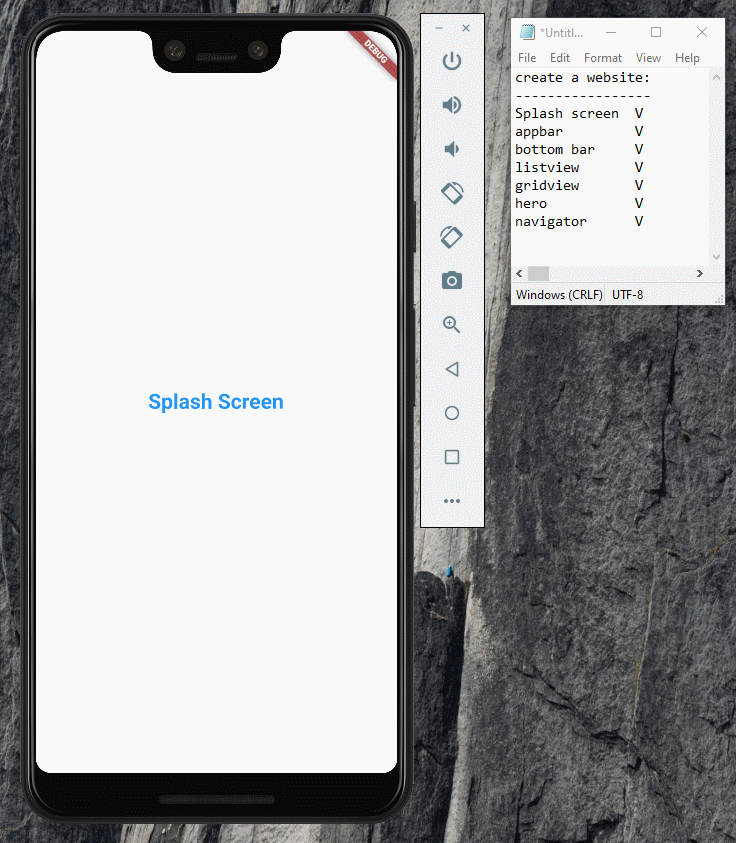 DEBUG
Splash Screen
*Untitl...
File Edit Format View Help
create a website:
-----------------
Splash screen  V
appbar         V
bottom bar     V
listview       V
gridview       V
hero           V
navigator      V
Windows (CRLF) UTF-8